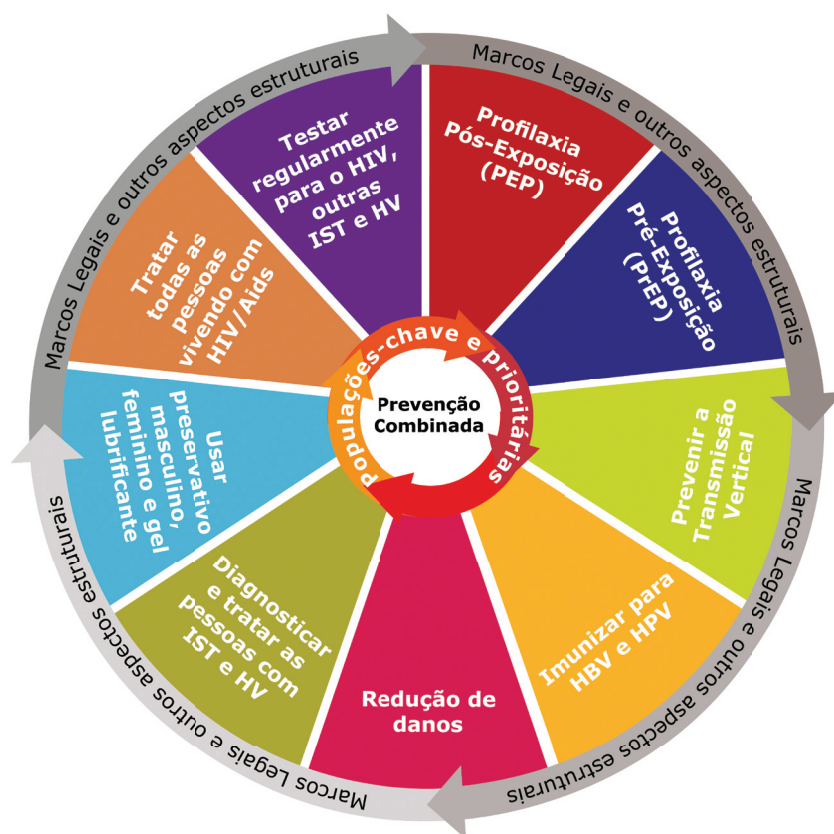 Marcos Legais e outros aspectos estruturais
Marcos Legais e outros aspectos estruturais
Marcos Legais e outros aspectos estruturais
Marcos Legais e outros aspectos estruturais
Profilaxia
Pós-Exposição
(PEP)
Profilaxia
Pré-Exposição
(PrEP)
Prevenir a
Transmissão
Vertical
Imunizar para
HBV e HPV
Redução de
danos
Diagnosticar
e tratar as
pessoas com
IST e HV
Usar
preservativo
masculino,
feminino e gel
lubrificante
Tratar
todas as
pessoas
vivendo com
HIV/Aids
Testar
regularmente
para o HIV,
outras
IST e HV
Populações-chave e prioritárias
Prevenção
Combinada